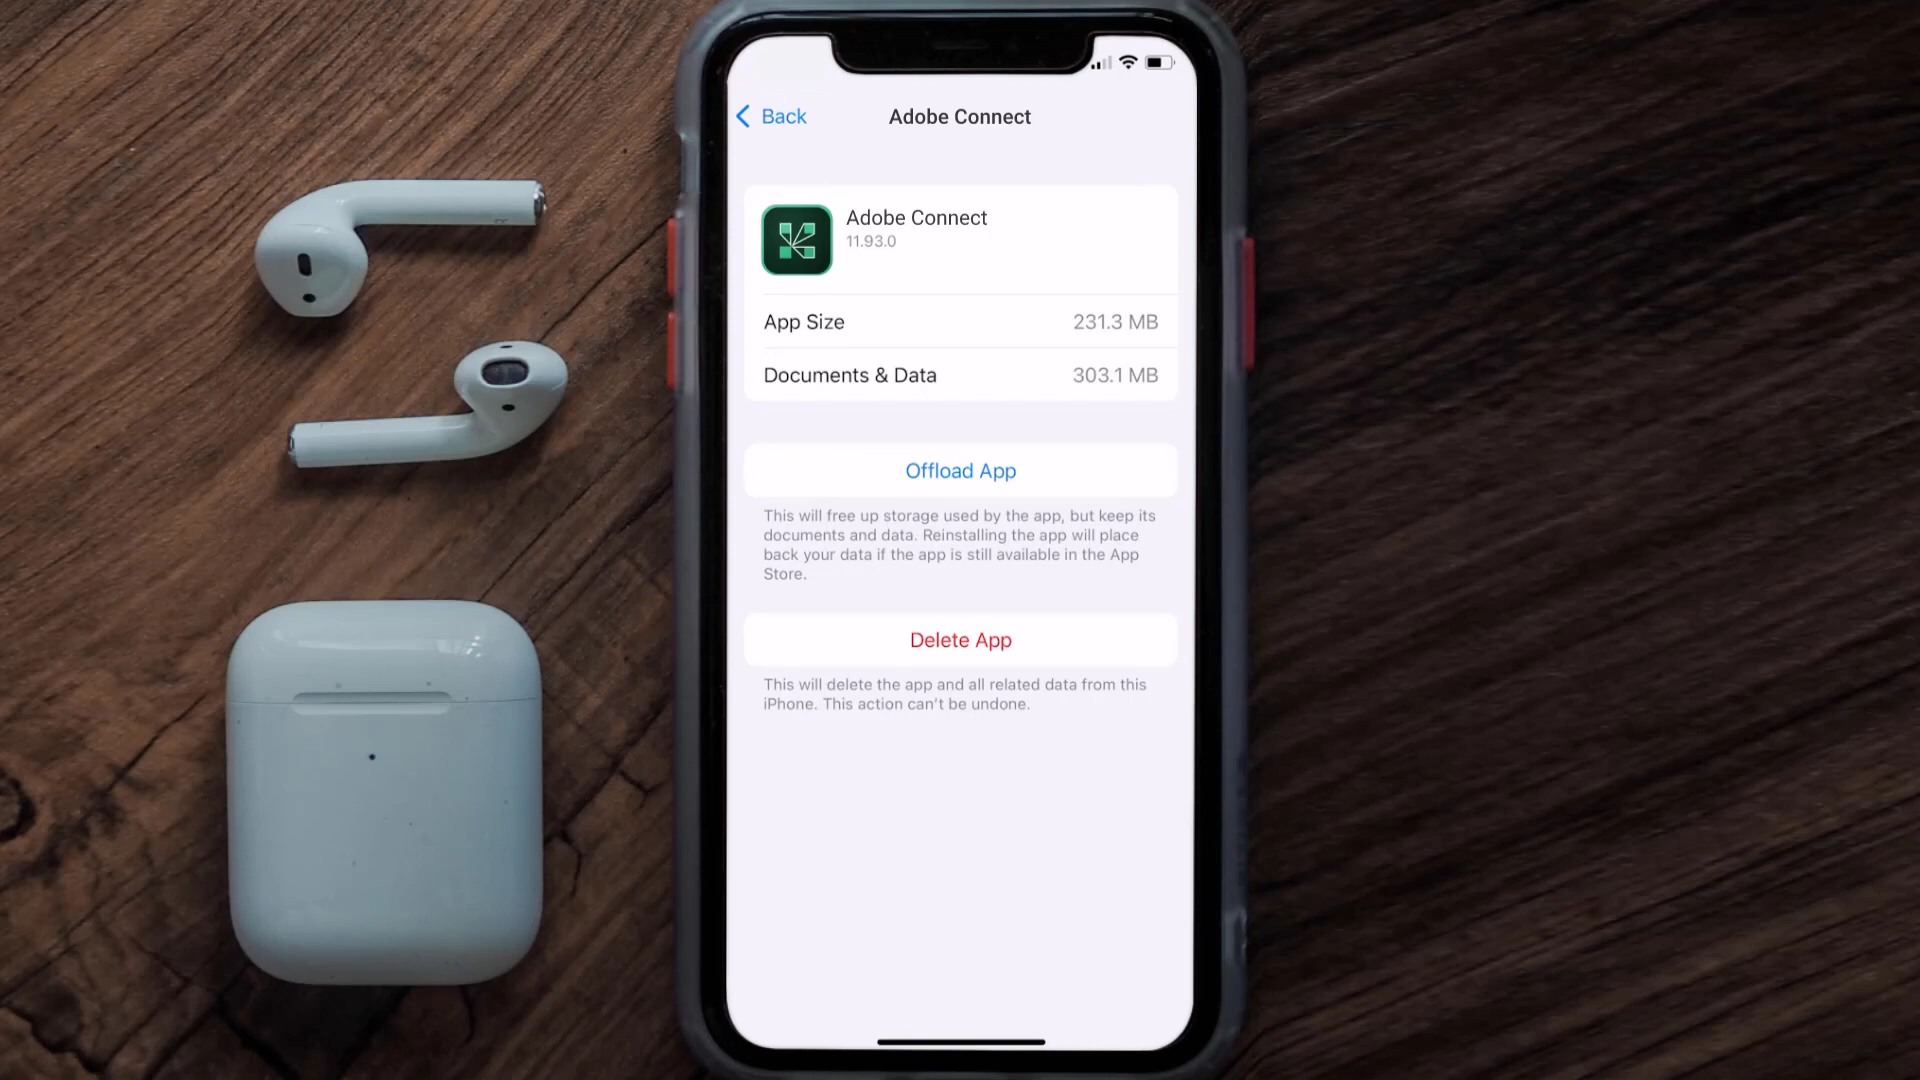 Back
Adobe Connect
Adobe Connect
11.93.0
App Size 231.3 MB
Documents & Data 303.1 MB
Offload App
This will free up storage used by the app, but keep its
documents and data. Reinstalling the app will place
back your data if the app is still available in the App
Store.
Delete App
This will delete the app and all related data from this
iPhone. This action can't be undone.